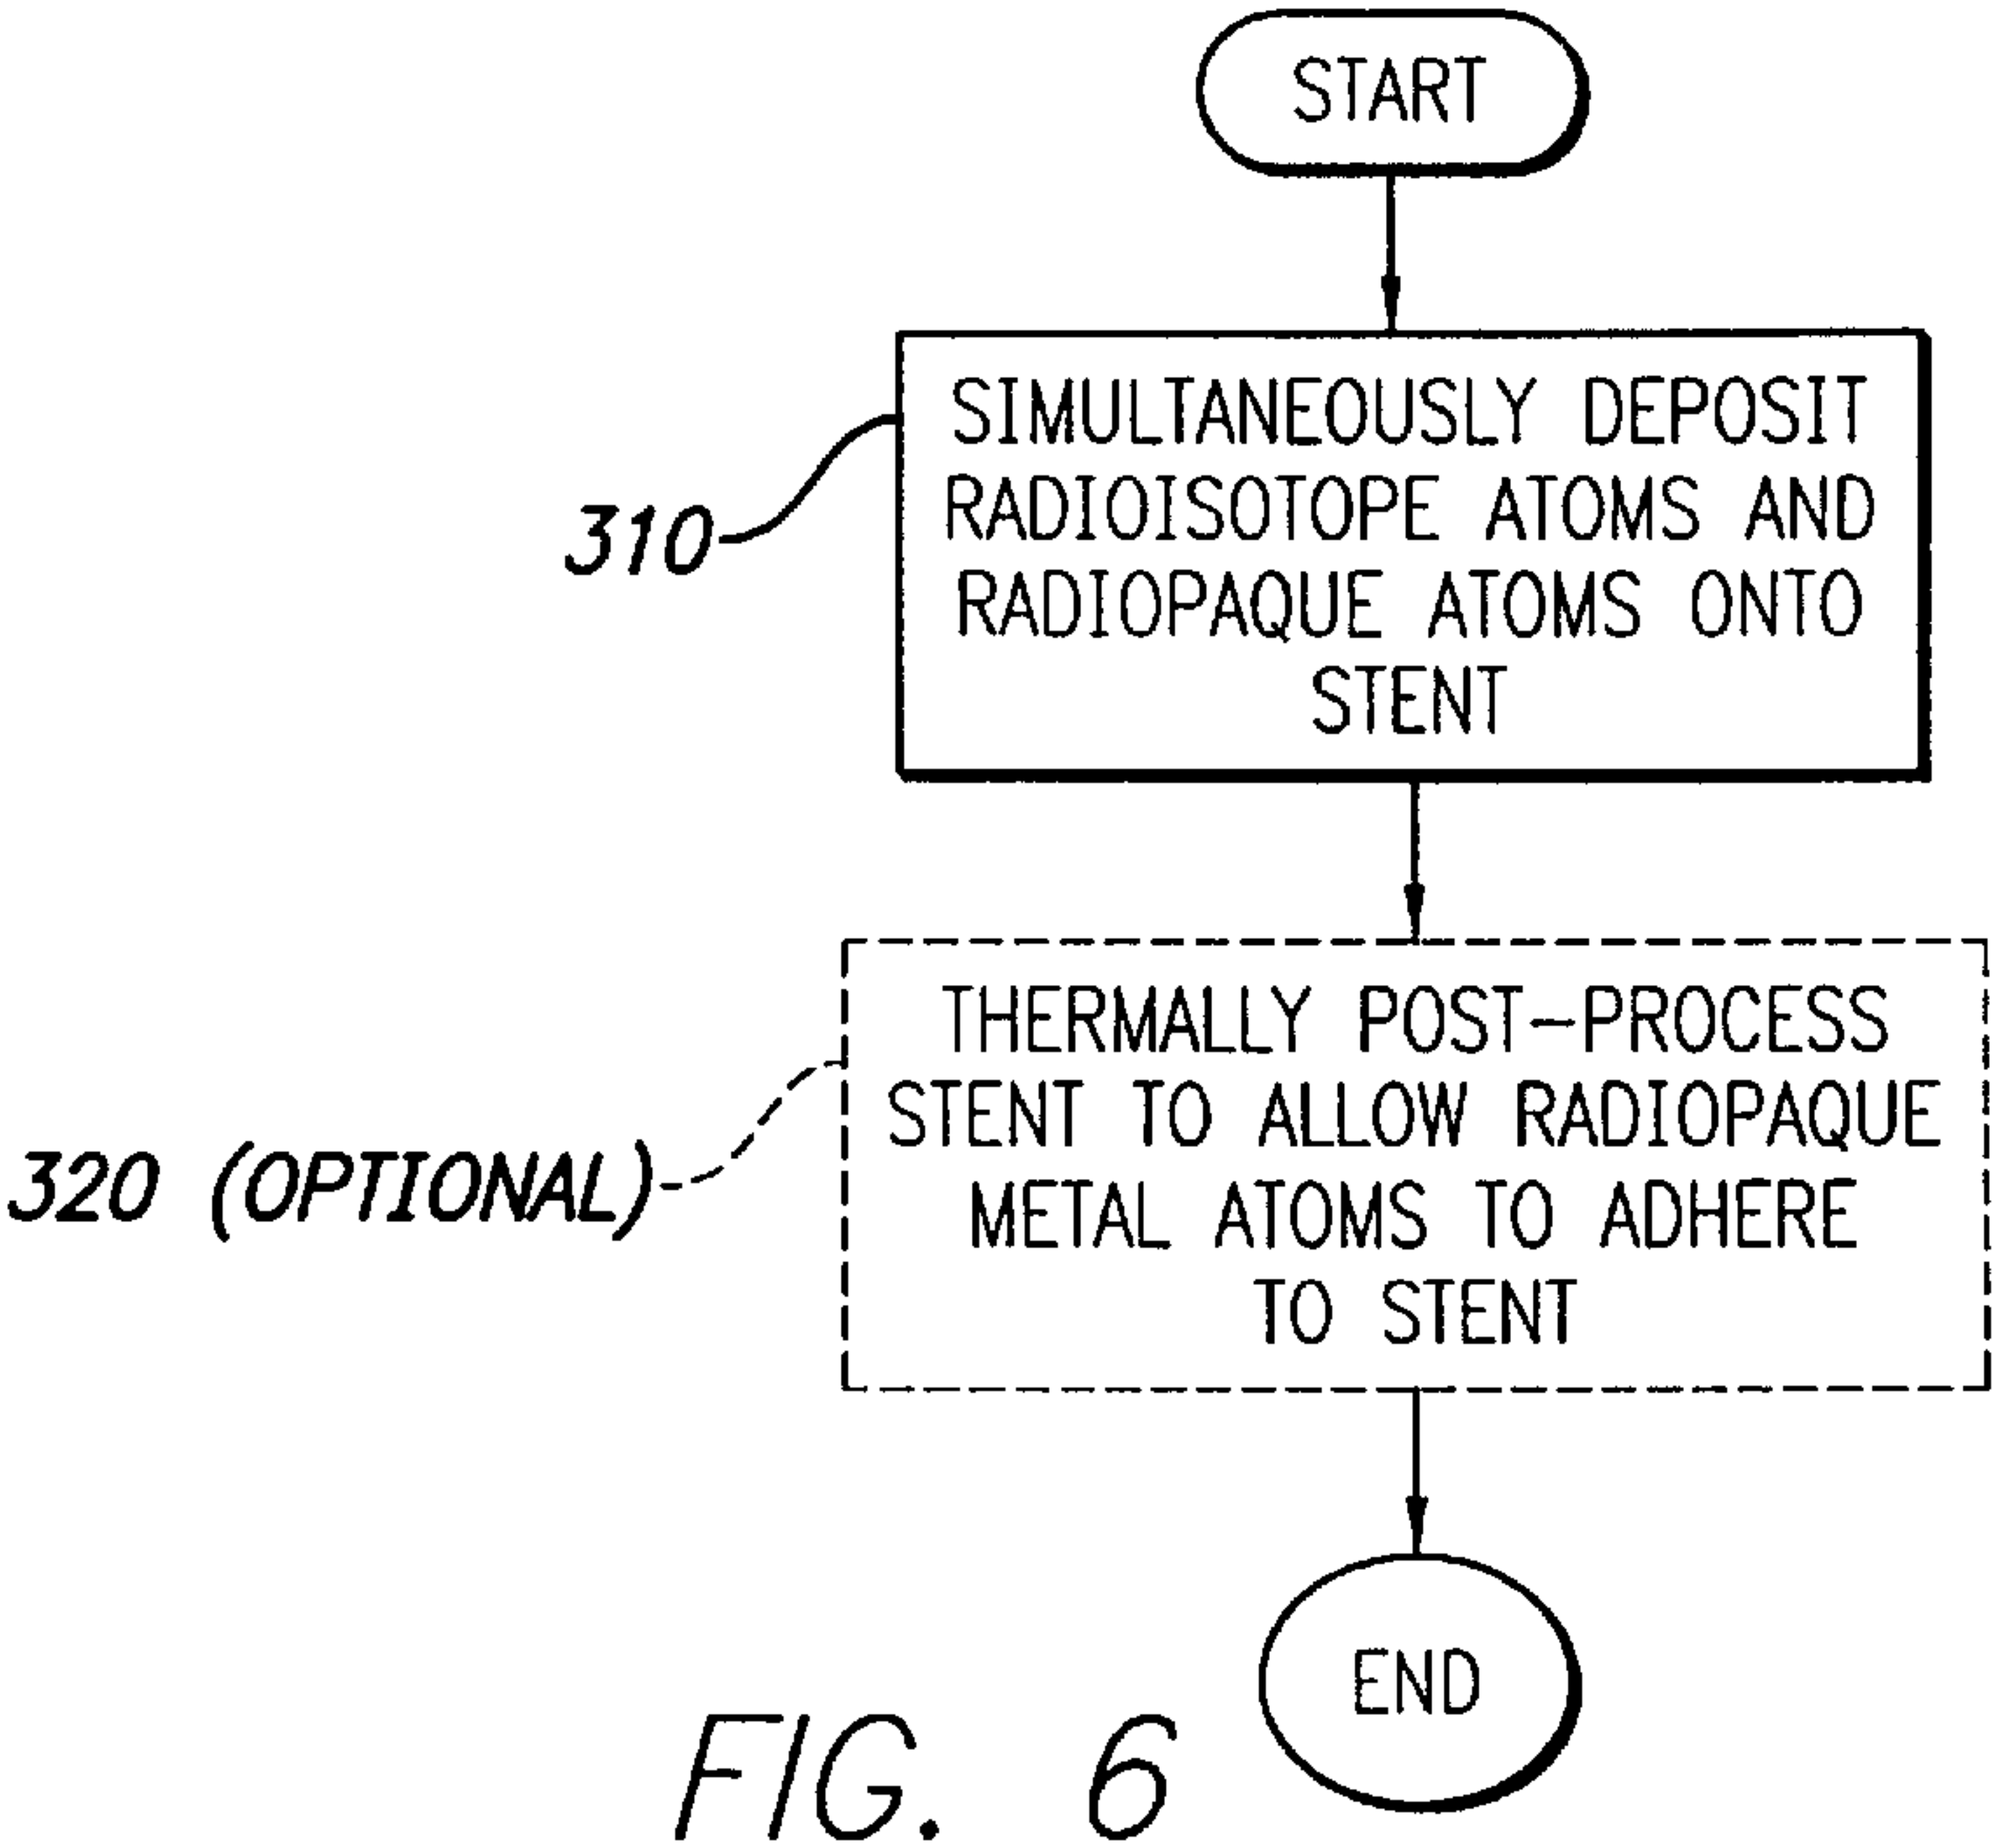 START
310
SIMULTANEOUSLY DEPOSIT
RADIOISOTOPE ATOMS AND
RADIOPAQUE ATOMS ONTO
STENT
320 (OPTIONAL)
THERMALLY POST-PROCESS
STENT TO ALLOW RADIOPAQUE
METAL ATOMS TO ADHERE
TO STENT
END
FIG. 6